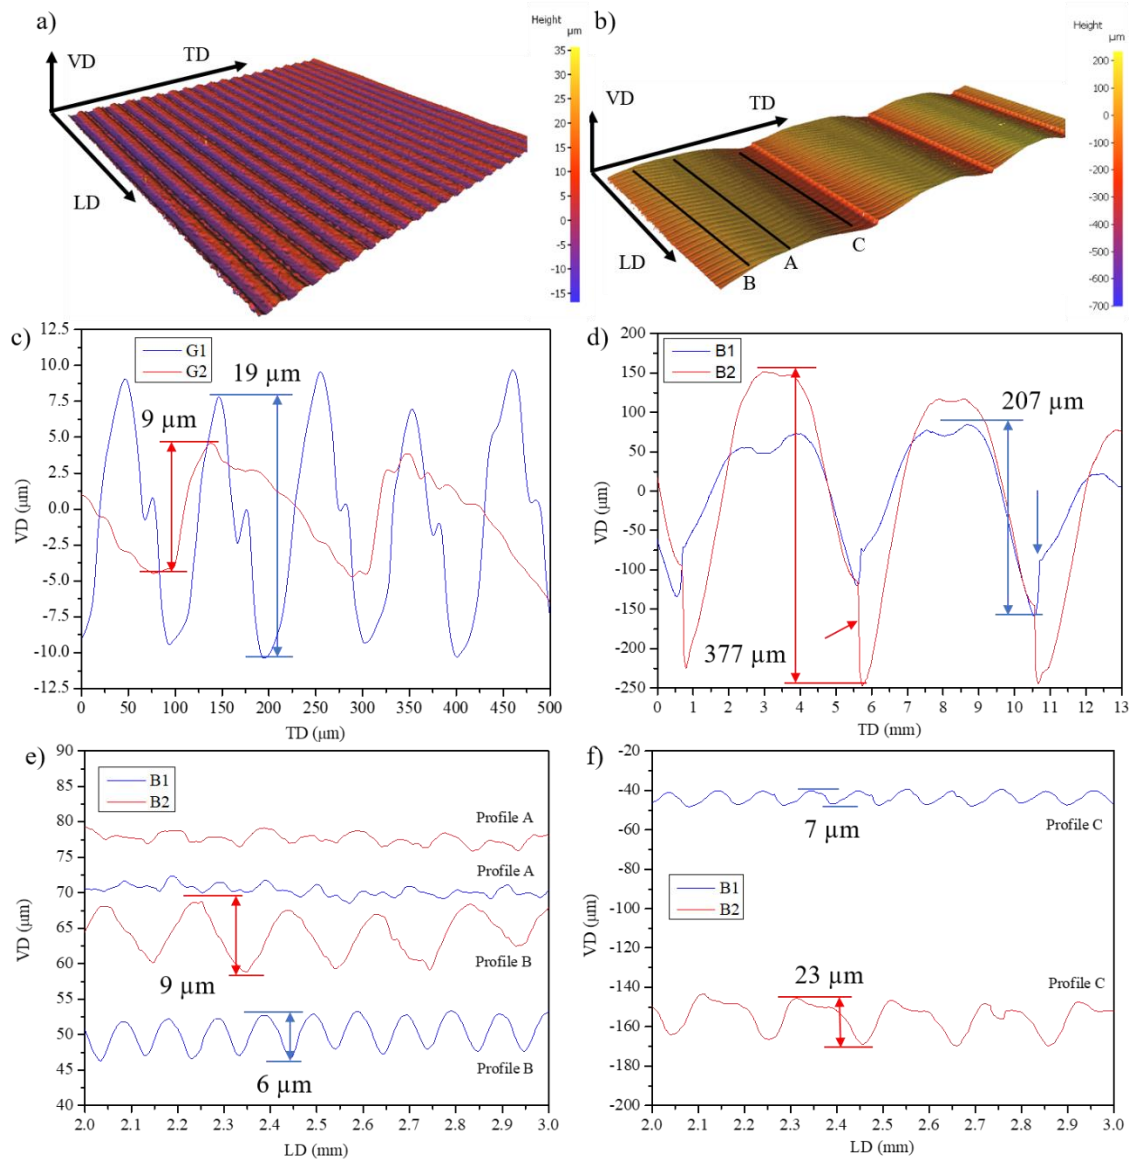 a)
VD
TD
LD
Height
µm
35
30
25
20
15
10
5
0
-5
-10
-15
b)
VD
TD
LD
B
A
C
Height
µm
200
100
0
-100
-200
-300
-400
-500
-600
-700
c)
12.5
10.0
7.5
5.0
2.5
0.0
-2.5
-5.0
-7.5
-10.0
-12.5
VD (µm)
G1
G2
9 µm
19 µm
0 50 100 150 200 250 300 350 400 450 500
TD (µm)
d)
200
150
100
50
0
-50
-100
-150
-200
-250
VD (µm)
B1
B2
377 µm
207 µm
0 1 2 3 4 5 6 7 8 9 10 11 12 13
TD (mm)
e)
90
85
80
75
70
65
60
55
50
45
40
VD (µm)
B1
B2
Profile A
Profile A
Profile B
9 µm
Profile B
6 µm
2.0 2.1 2.2 2.3 2.4 2.5 2.6 2.7 2.8 2.9 3.0
LD (mm)
f)
-20
-40
-60
-80
-100
-120
-140
-160
-180
-200
VD (µm)
Profile C
7 µm
B1
B2
23 µm
Profile C
2.0 2.1 2.2 2.3 2.4 2.5 2.6 2.7 2.8 2.9 3.0
LD (mm)